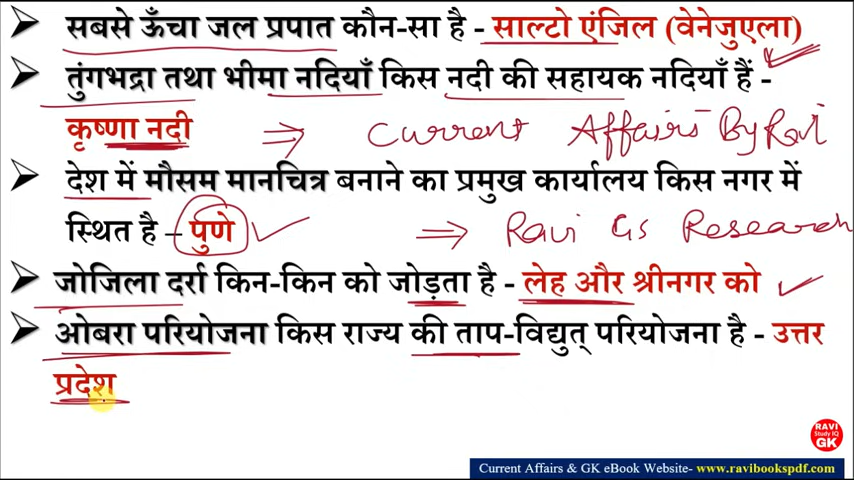 ➤ सबसे ऊँचा जल प्रपात कौन-सा है - साल्टो एंजिल (वेनेजुएला)
➤ तुंगभद्रा तथा भीमा नदियाँ किस नदी की सहायक नदियाँ हैं -
कृष्णा नदी ⇒ Current Affairs By Ravi
➤ देश में मौसम मानचित्र बनाने का प्रमुख कार्यालय किस नगर में
स्थित है – पुणे ✓ ⇒ Ravi Gs Research
➤ जोजिला दर्रा किन-किन को जोड़ता है - लेह और श्रीनगर को ✓
➤ ओबरा परियोजना किस राज्य की ताप-विद्युत् परियोजना है - उत्तर
प्रदेश
RAVI
Study IQ
GK
Current Affairs & GK eBook Website- www.ravibookspdf.com